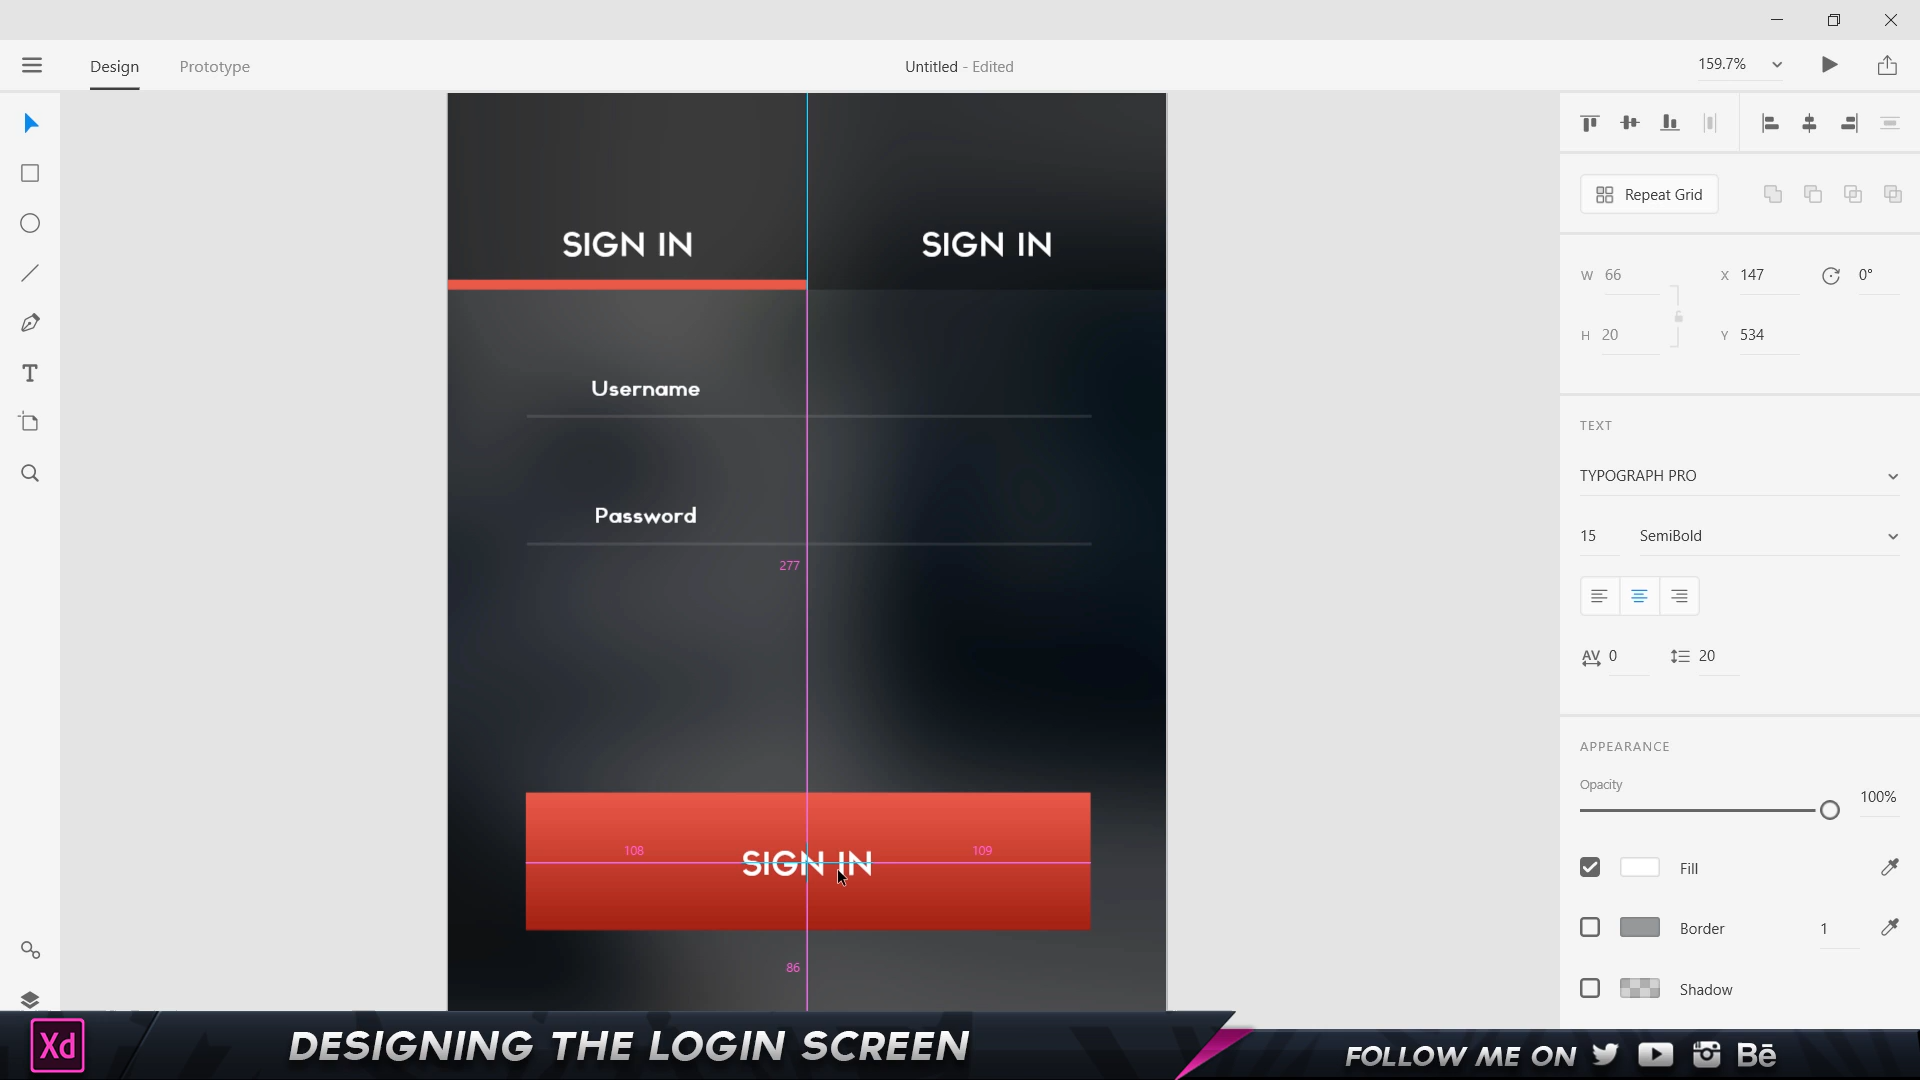 Design
Prototype
Untitled - Edited
159.7%
SIGN IN
SIGN IN
Username
Password
277
108
109
SIGN IN
86
Repeat Grid
W 66
X 147
0°
H 20
Y 534
TEXT
TYPOGRAPH PRO
15
SemiBold
AV 0
20
APPEARANCE
Opacity
100%
Fill
Border
1
Shadow
Xd
DESIGNING THE LOGIN SCREEN
FOLLOW ME ON
Bē